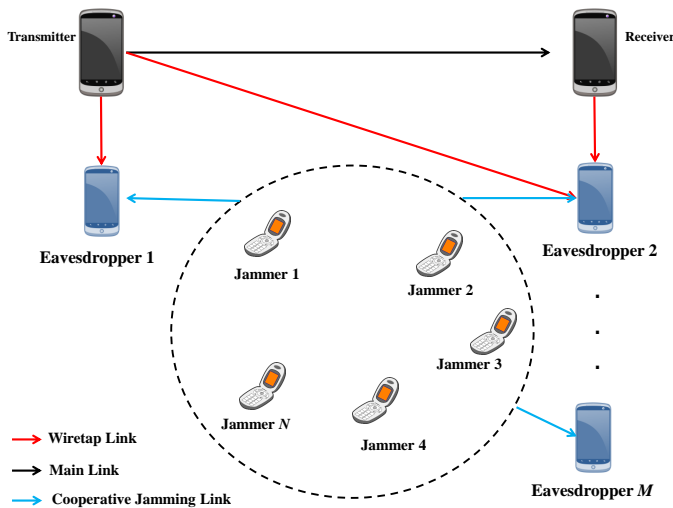 Transmitter
Receiver
Eavesdropper 1
Eavesdropper 2
Jammer 1
Jammer 2
Jammer 3
Jammer N
Jammer 4
Wiretap Link
Main Link
Cooperative Jamming Link
Eavesdropper M